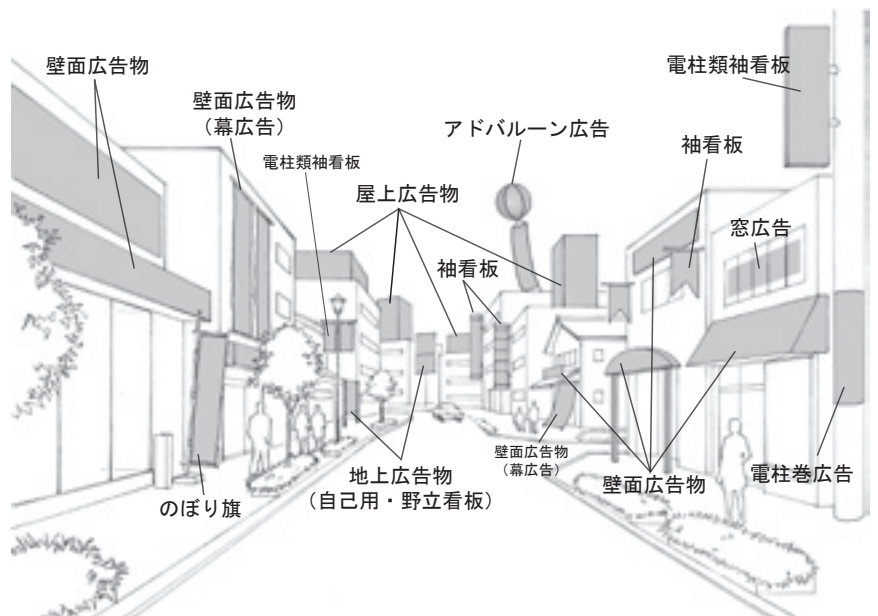 壁面広告物
壁面広告物
（幕広告）
電柱類袖看板
アドバルーン広告
屋上広告物
袖看板
電柱類袖看板
袖看板
窓広告
のぼり旗
地上広告物
（自己用・野立看板）
壁面広告物
（幕広告）
壁面広告物
電柱巻広告